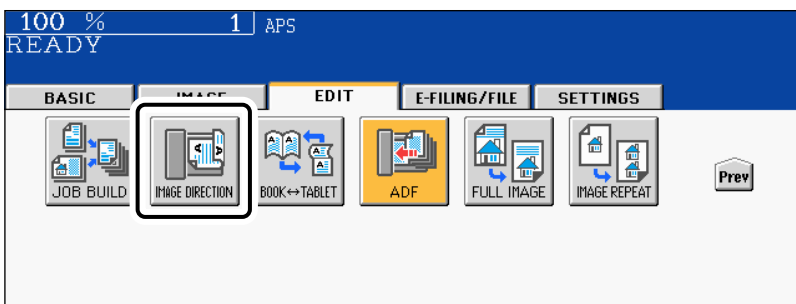 100 % 1 APS
READY
BASIC IMAGE EDIT E-FILING/FILE SETTINGS
JOB BUILD IMAGE DIRECTION BOOK↔TABLET ADF FULL IMAGE IMAGE REPEAT Prev